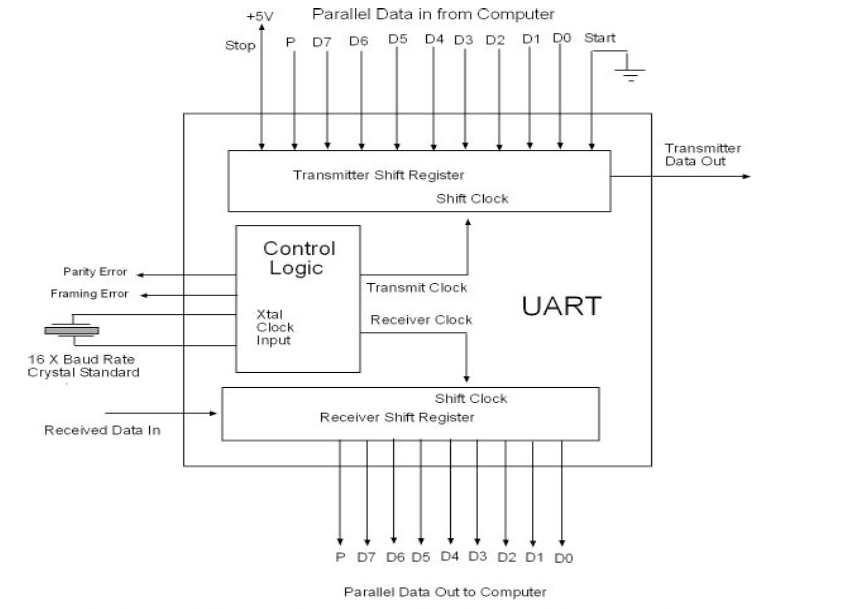 +5V
Parallel Data in from Computer
Stop P D7 D6 D5 D4 D3 D2 D1 D0 Start
Transmitter
Data Out
Transmitter Shift Register
Shift Clock
Control
Logic
Parity Error
Framing Error
Transmit Clock
UART
Xtal
Clock
Input
Receiver Clock
16 X Baud Rate
Crystal Standard
Shift Clock
Receiver Shift Register
Received Data In
P D7 D6 D5 D4 D3 D2 D1 D0
Parallel Data Out to Computer